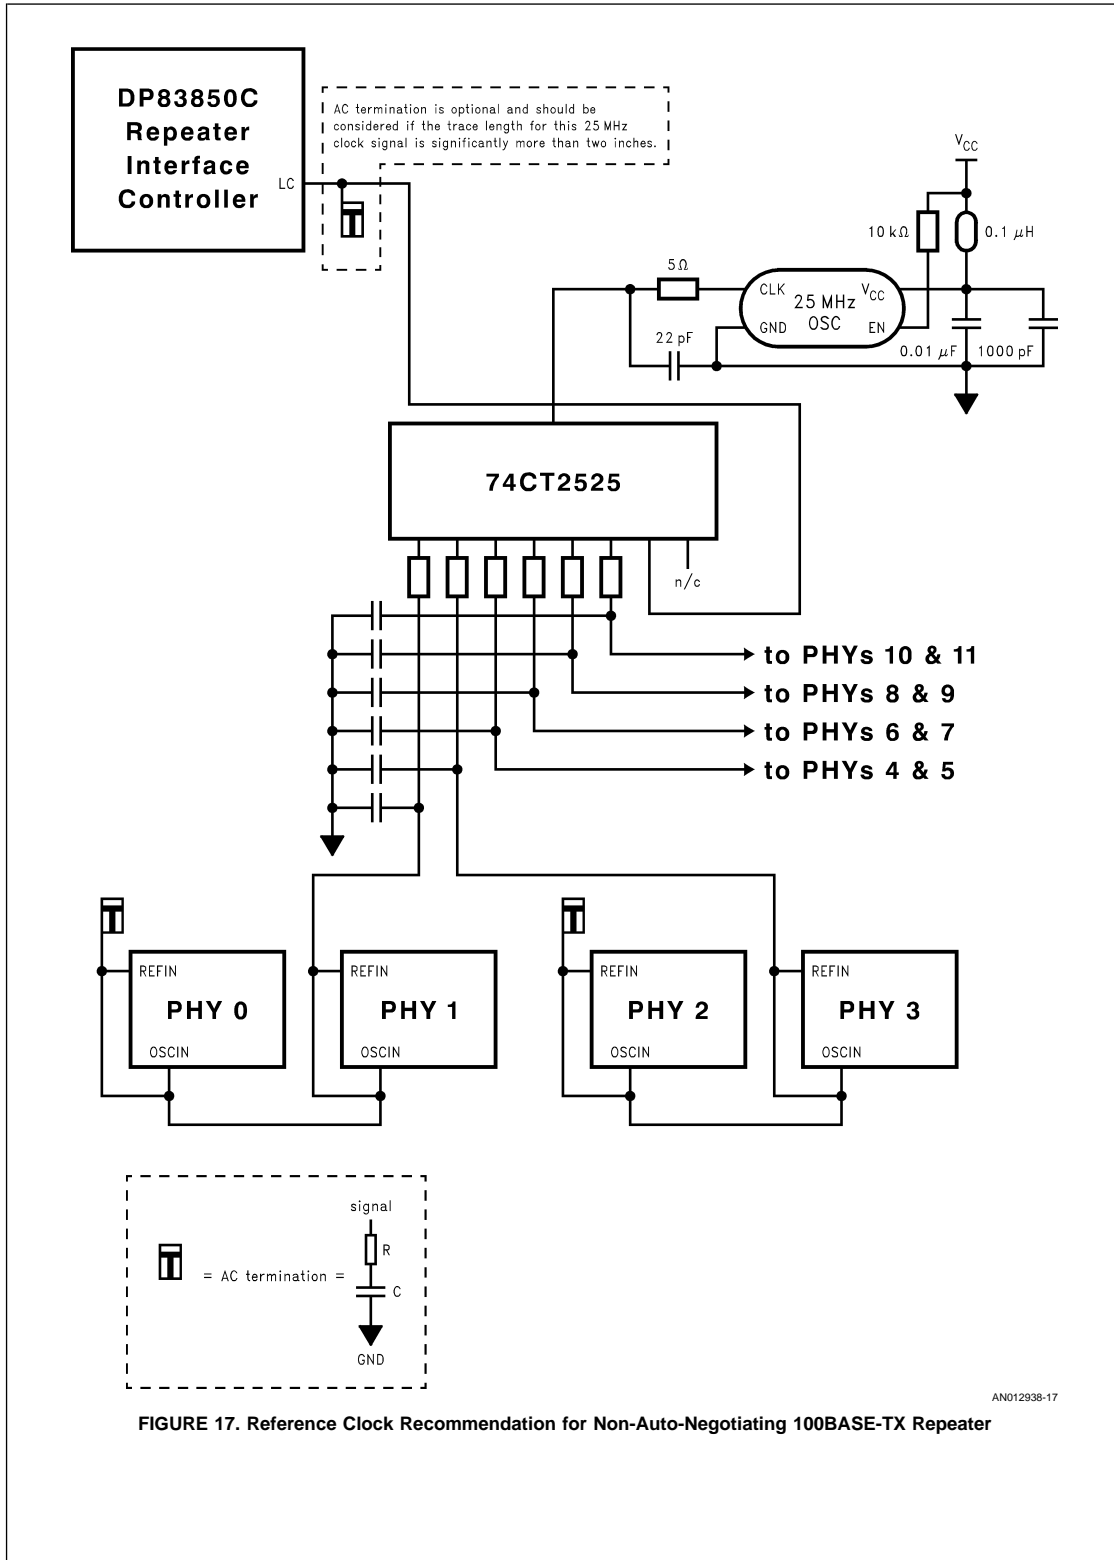 DP83850C
Repeater
Interface
Controller
LC
AC termination is optional and should be
considered if the trace length for this 25 MHz
clock signal is significantly more than two inches.
VCC
10 kΩ
0.1 μH
5Ω
CLK
VCC
25 MHz
OSC
GND
EN
22 pF
0.01 μF
1000 pF
74CT2525
n/c
to PHYs 10 & 11
to PHYs 8 & 9
to PHYs 6 & 7
to PHYs 4 & 5
T
T
T
REFIN
PHY 0
OSCIN
REFIN
PHY 1
OSCIN
REFIN
PHY 2
OSCIN
REFIN
PHY 3
OSCIN
signal
R
T
= AC termination =
C
GND
AN012938-17
FIGURE 17. Reference Clock Recommendation for Non-Auto-Negotiating 100BASE-TX Repeater